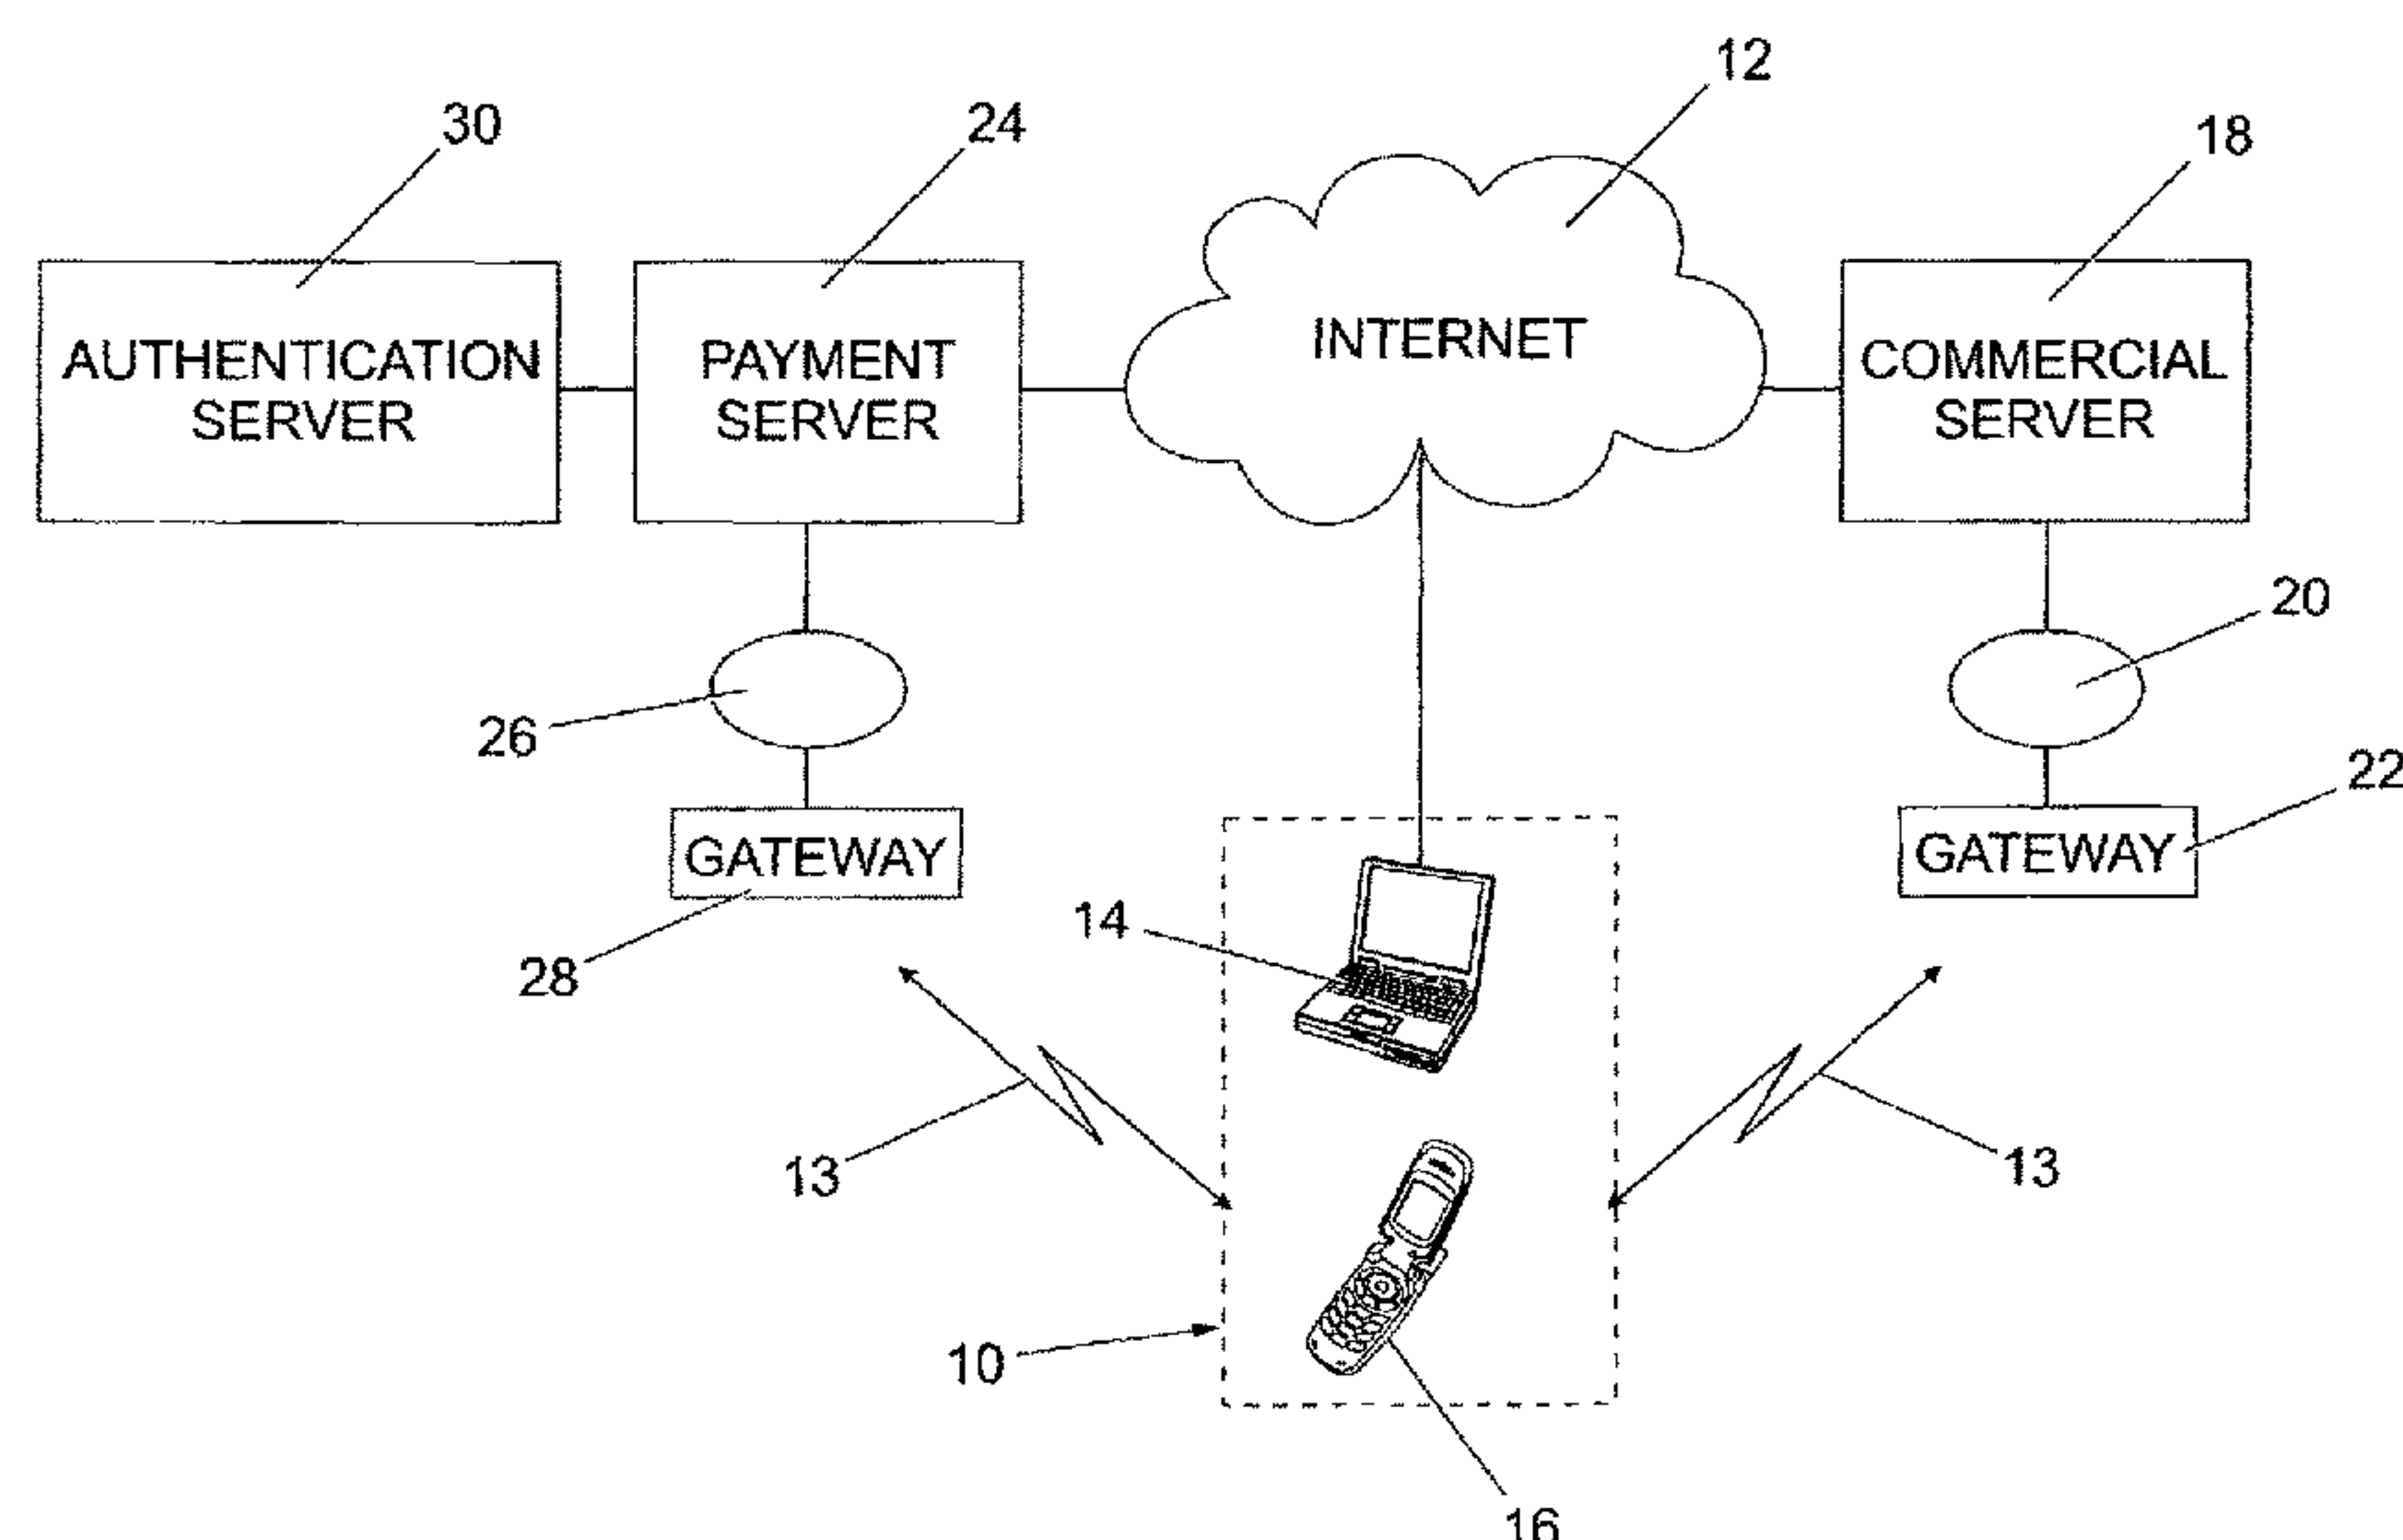 12
30
24
18
AUTHENTICATION
SERVER
PAYMENT
SERVER
INTERNET
COMMERCIAL
SERVER
20
26
22
GATEWAY
GATEWAY
14
28
13
13
10
16